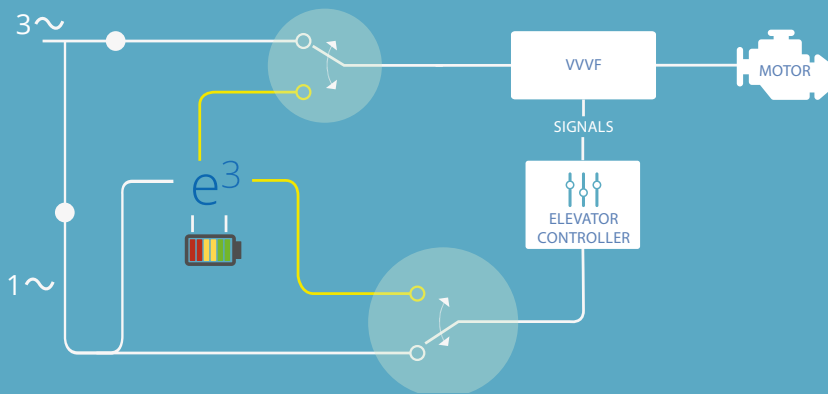 3~
VVVF
MOTOR
SIGNALS
e³
ELEVATOR
CONTROLLER
1~